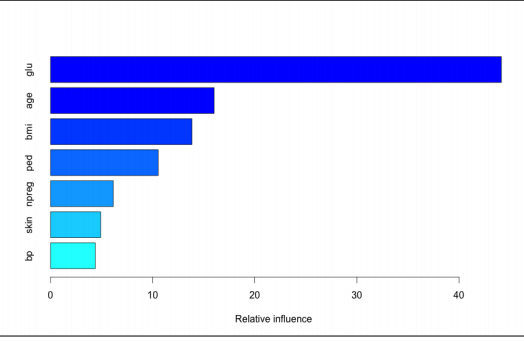 glu
age
bmi
ped
npreg
skin
bp
0 10 20 30 40
Relative influence